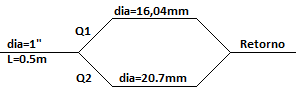 dia=16,04mm
Q1
dia=1"
Retorno
L=0.5m
Q2
dia=20.7mm